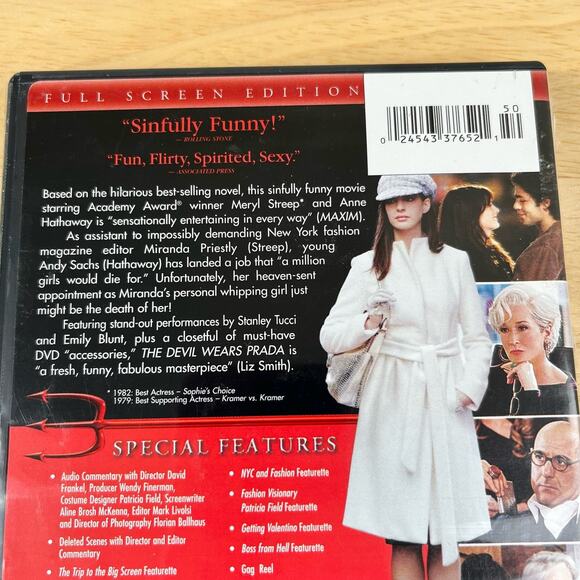 FULL SCREEN EDITION
50
0 24543 37652 1
"Sinfully Funny!"
— ROLLING STONE
"Fun, Flirty, Spirited, Sexy."
— ASSOCIATED PRESS
Based on the hilarious best-selling novel, this sinfully funny movie
starring Academy Award® winner Meryl Streep* and Anne
Hathaway is "sensationally entertaining in every way" (MAXIM).
As assistant to impossibly demanding New York fashion
magazine editor Miranda Priestly (Streep), young
Andy Sachs (Hathaway) has landed a job that "a million
girls would die for." Unfortunately, her heaven-sent
appointment as Miranda's personal whipping girl just
might be the death of her!
Featuring stand-out performances by Stanley Tucci
and Emily Blunt, plus a closetful of must-have
DVD "accessories," THE DEVIL WEARS PRADA is
"a fresh, funny, fabulous masterpiece" (Liz Smith).
* 1982: Best Actress – Sophie's Choice
1979: Best Supporting Actress – Kramer vs. Kramer
SPECIAL FEATURES
• Audio Commentary with Director David
Frankel, Producer Wendy Finerman,
Costume Designer Patricia Field, Screenwriter
Aline Brosh McKenna, Editor Mark Livolsi
and Director of Photography Florian Ballhaus
• Deleted Scenes with Director and Editor
Commentary
• The Trip to the Big Screen Featurette
• NYC and Fashion Featurette
• Fashion Visionary
Patricia Field Featurette
• Getting Valentino Featurette
• Boss from Hell Featurette
• Gag Reel